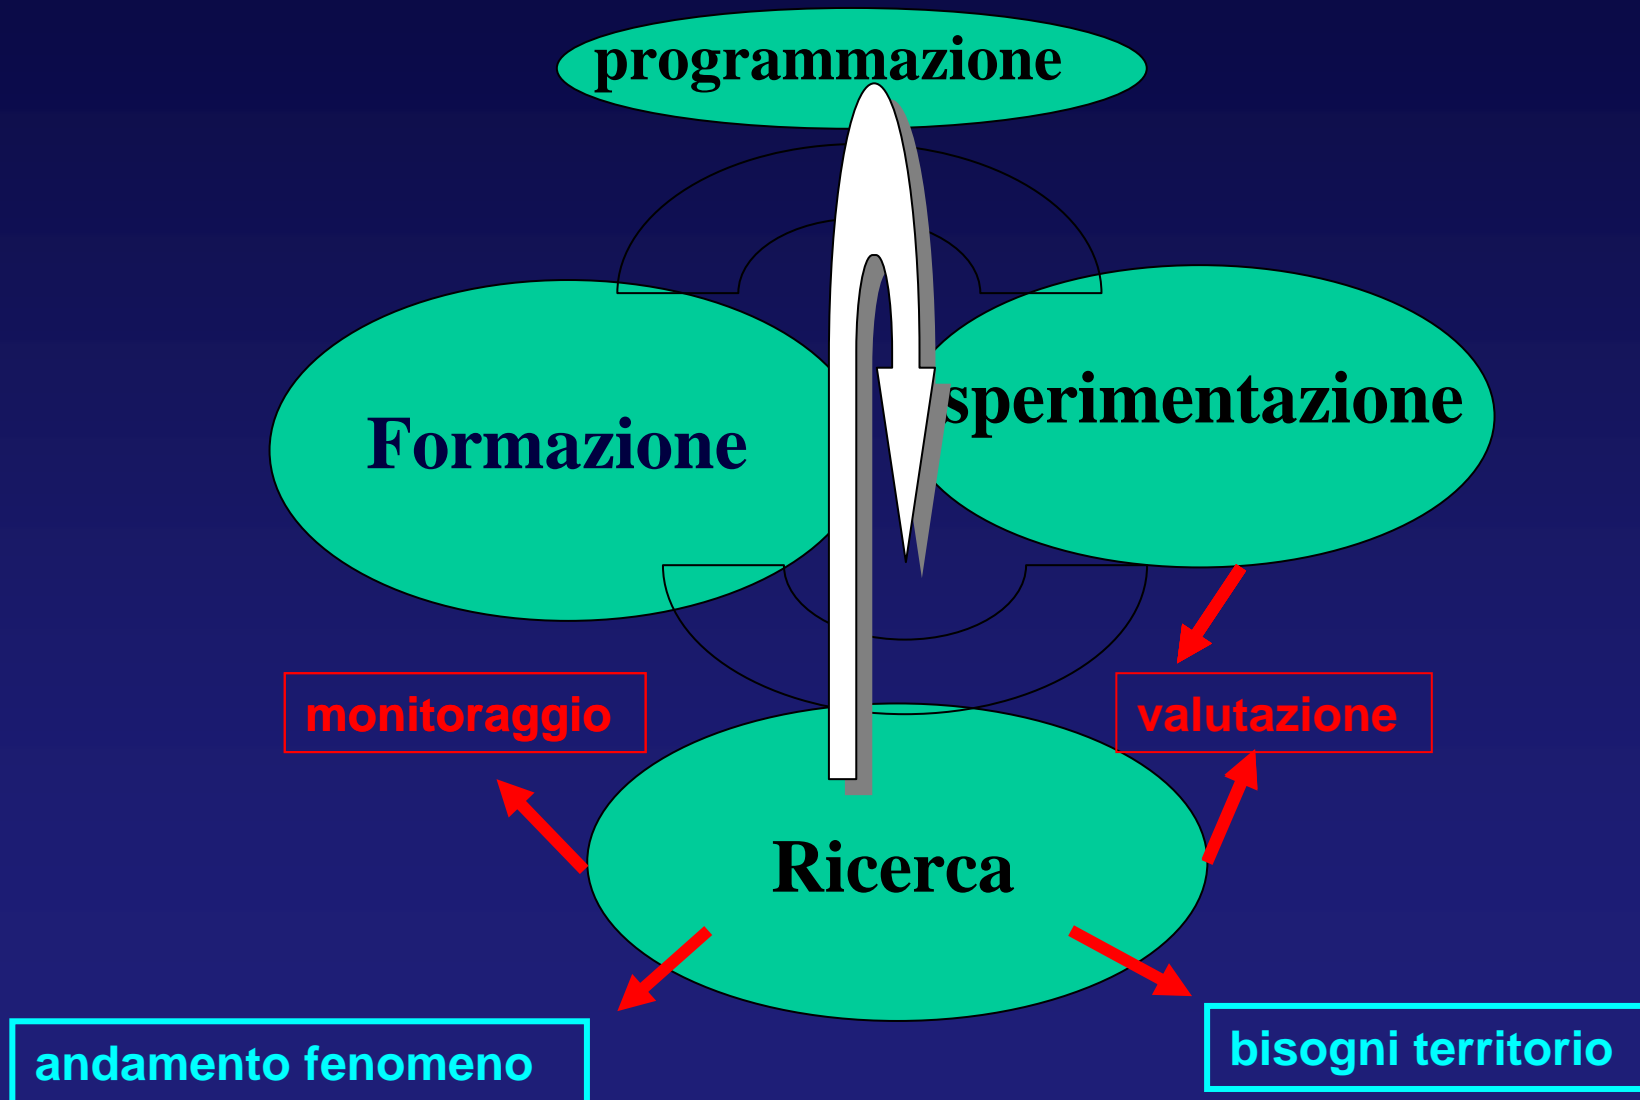 programmazione
sperimentazione
Formazione
monitoraggio
valutazione
Ricerca
andamento fenomeno
bisogni territorio